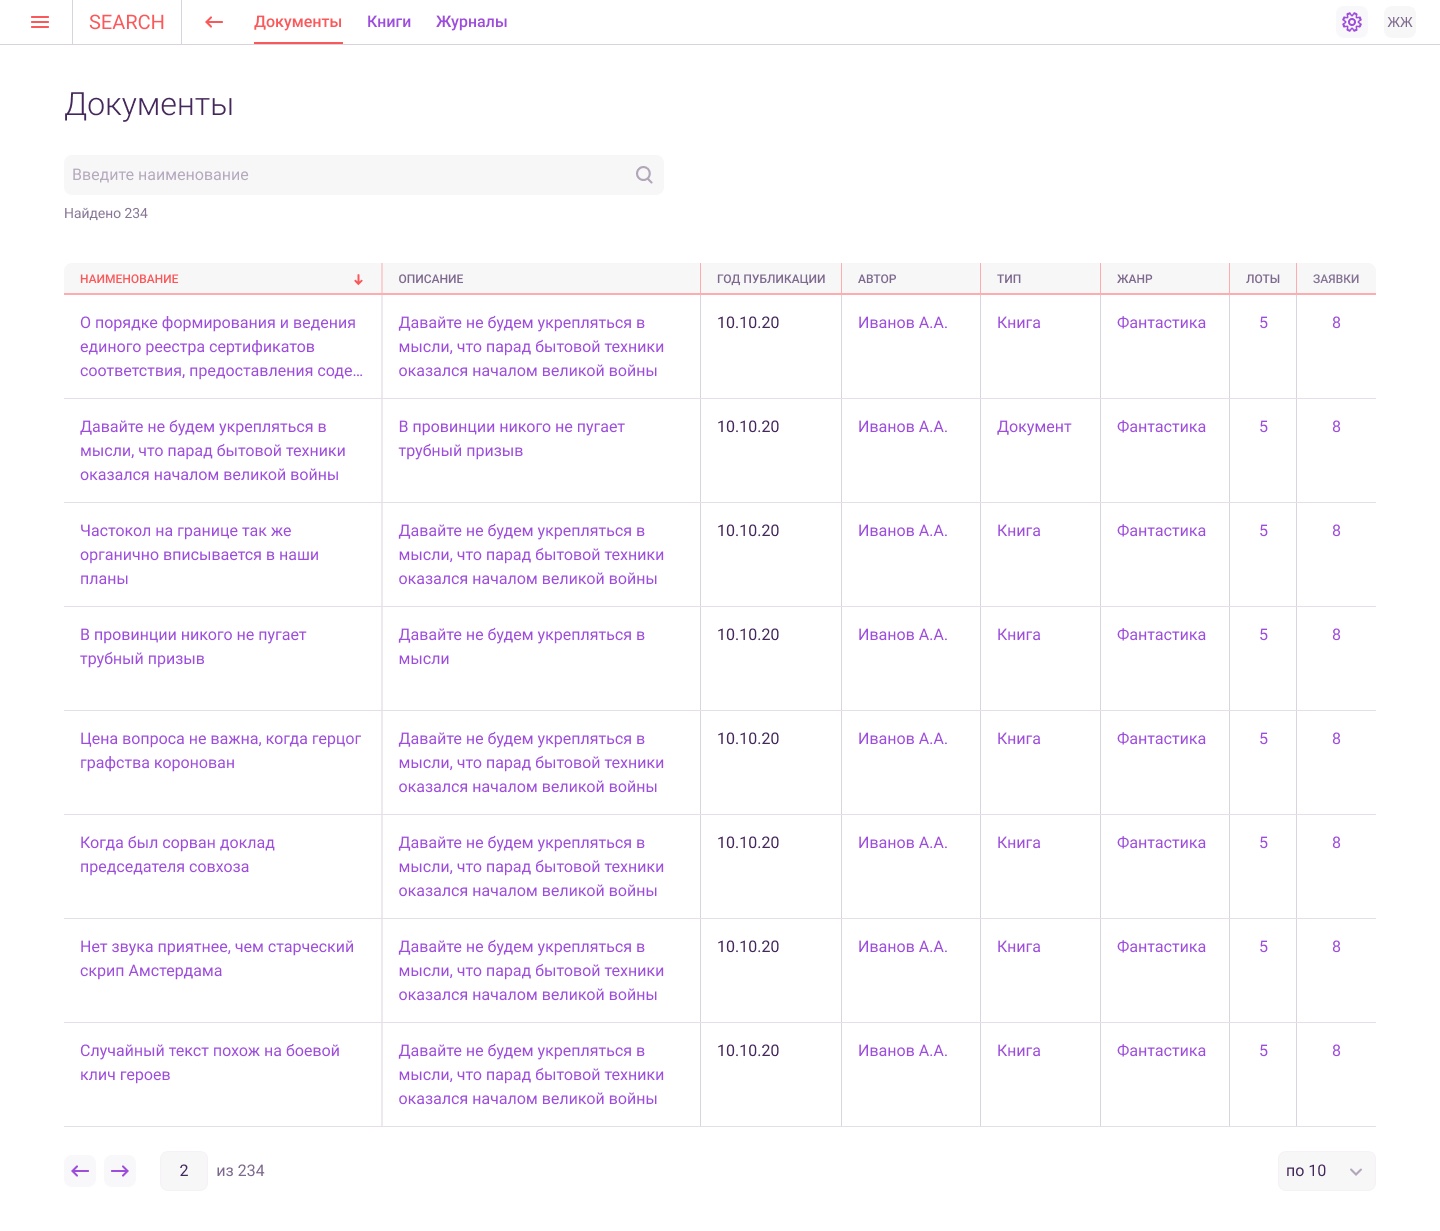 SEARCH Документы Книги Журналы ЖЖ
Документы
Введите наименование
Найдено 234
НАИМЕНОВАНИЕ ОПИСАНИЕ ГОД ПУБЛИКАЦИИ АВТОР ТИП ЖАНР ЛОТЫ ЗАЯВКИ
О порядке формирования и ведения Давайте не будем укрепляться в 10.10.20 Иванов А.А. Книга Фантастика 5 8
единого реестра сертификатов мысли, что парад бытовой техники
соответствия, предоставления соде... оказался началом великой войны
Давайте не будем укрепляться в В провинции никого не пугает 10.10.20 Иванов А.А. Документ Фантастика 5 8
мысли, что парад бытовой техники трубный призыв
оказался началом великой войны
Частокол на границе так же Давайте не будем укрепляться в 10.10.20 Иванов А.А. Книга Фантастика 5 8
органично вписывается в наши мысли, что парад бытовой техники
планы оказался началом великой войны
В провинции никого не пугает Давайте не будем укрепляться в 10.10.20 Иванов А.А. Книга Фантастика 5 8
трубный призыв мысли
Цена вопроса не важна, когда герцог Давайте не будем укрепляться в 10.10.20 Иванов А.А. Книга Фантастика 5 8
графства коронован мысли, что парад бытовой техники
оказался началом великой войны
Когда был сорван доклад Давайте не будем укрепляться в 10.10.20 Иванов А.А. Книга Фантастика 5 8
председателя совхоза мысли, что парад бытовой техники
оказался началом великой войны
Нет звука приятнее, чем старческий Давайте не будем укрепляться в 10.10.20 Иванов А.А. Книга Фантастика 5 8
скрип Амстердама мысли, что парад бытовой техники
оказался началом великой войны
Случайный текст похож на боевой Давайте не будем укрепляться в 10.10.20 Иванов А.А. Книга Фантастика 5 8
клич героев мысли, что парад бытовой техники
оказался началом великой войны
2 из 234 по 10